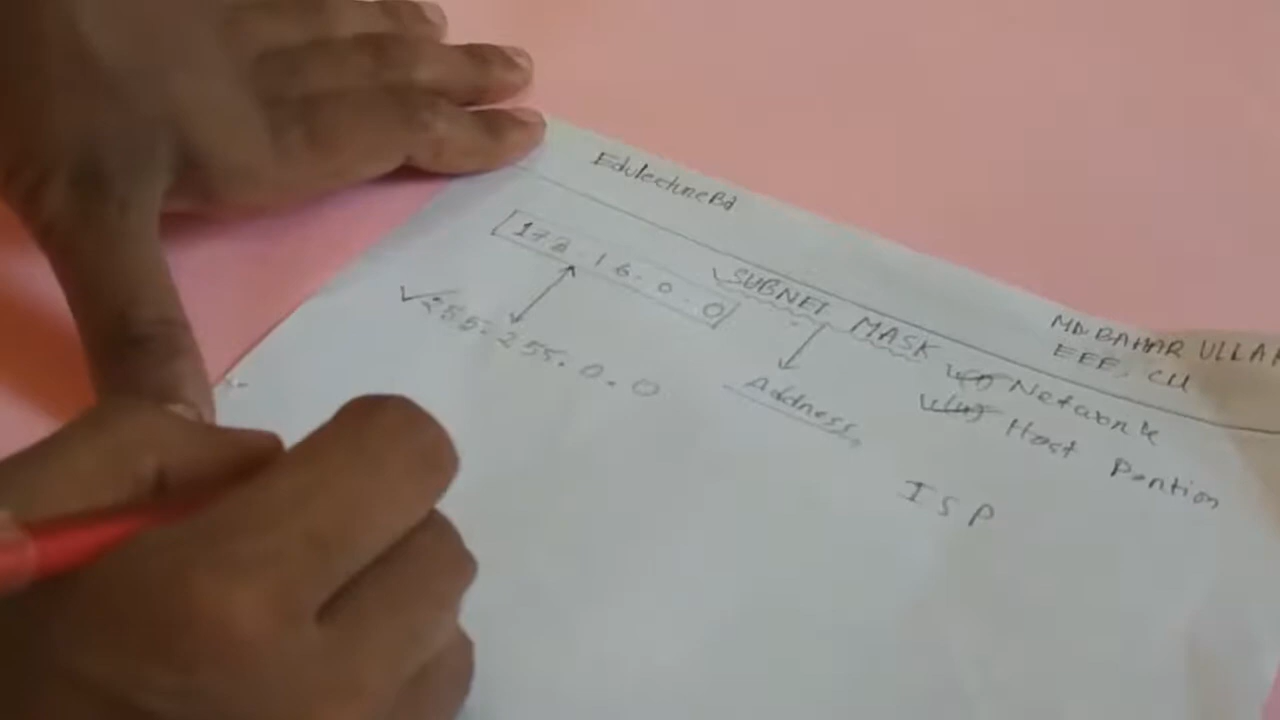 EdulectureBd
MD. BAHAR ULLAH
EEE, CU
172.16.0.0
SUBNET MASK
255.255.0.0
Address
Network
Host Portion
ISP